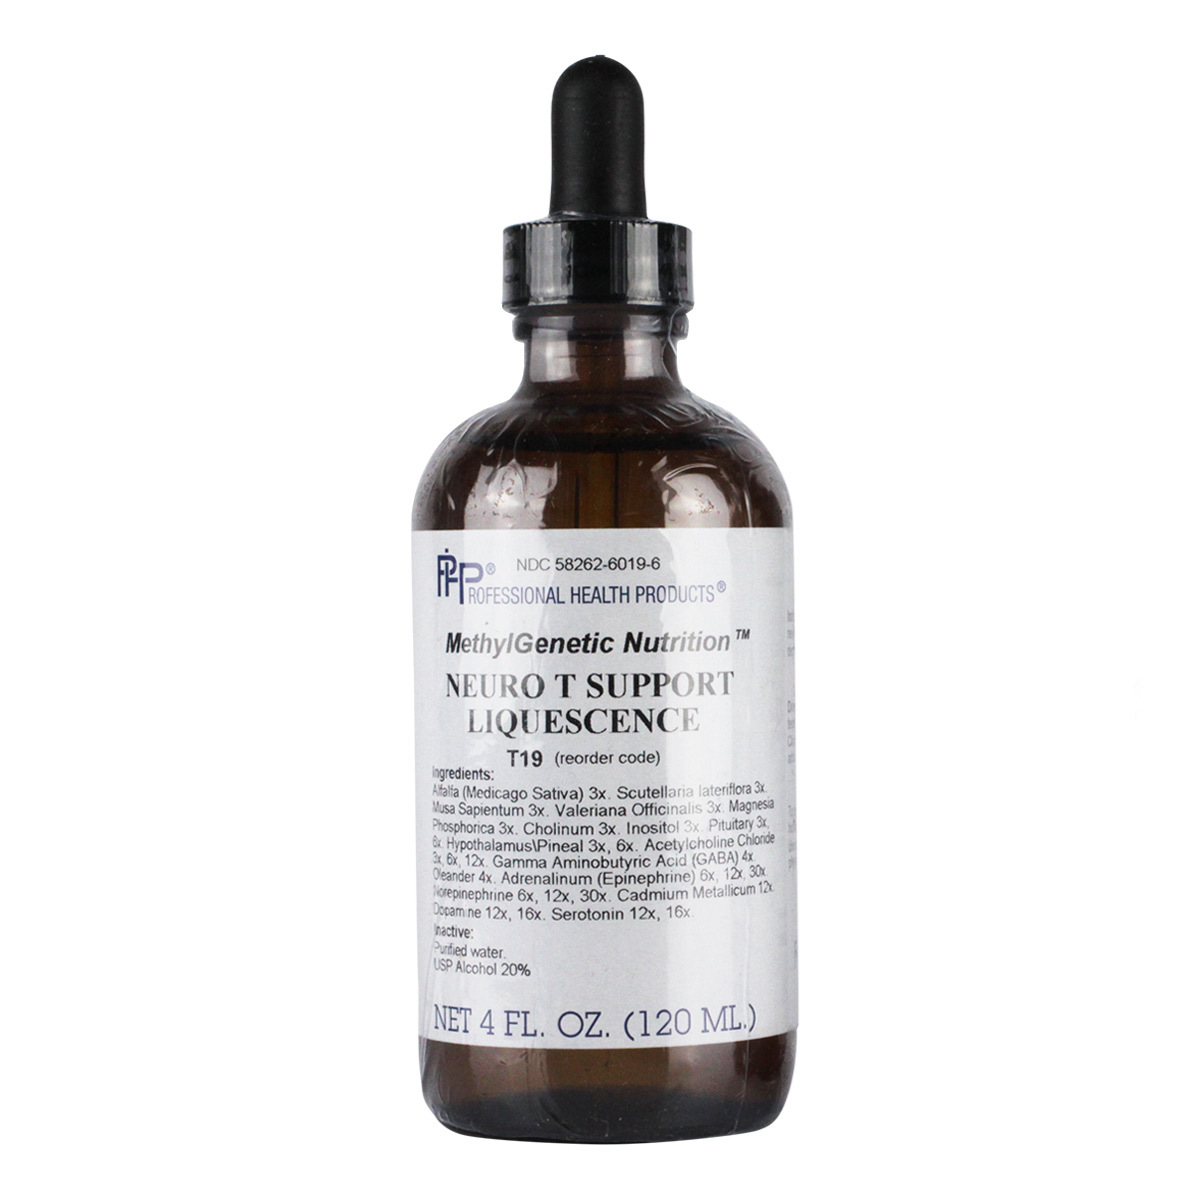 PHP® NDC 58262-6019-6
PROFESSIONAL HEALTH PRODUCTS®
MethylGenetic Nutrition™
NEURO T SUPPORT
LIQUESCENCE
T19 (reorder code)
Ingredients:
Alfalfa (Medicago Sativa) 3x. Scutellaria lateriflora 3x.
Musa Sapientum 3x. Valeriana Officinalis 3x. Magnesia
Phosphorica 3x. Cholinum 3x. Inositol 3x. Pituitary 3x,
6x. Hypothalamus\Pineal 3x, 6x. Acetylcholine Chloride
3x, 6x, 12x. Gamma Aminobutyric Acid (GABA) 4x.
Oleander 4x. Adrenalinum (Epinephrine) 6x, 12x, 30x.
Norepinephrine 6x, 12x, 30x. Cadmium Metallicum 12x.
Dopamine 12x, 16x. Serotonin 12x, 16x.
Inactive:
Purified water.
USP Alcohol 20%
NET 4 FL. OZ. (120 ML.)